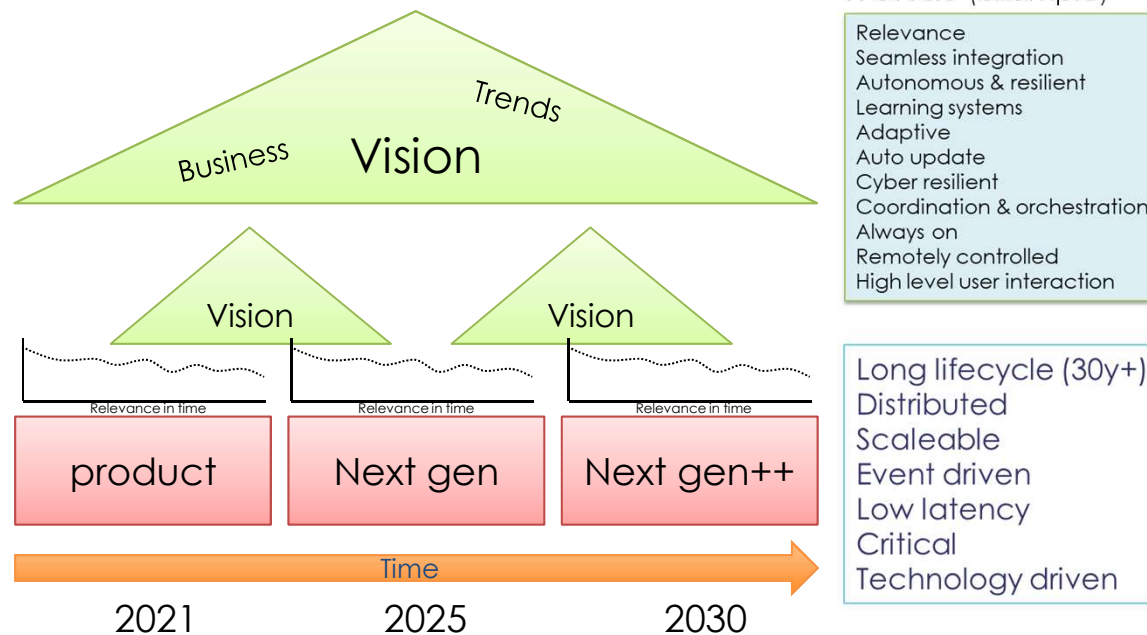 Trends
Business
Vision
Vision
Vision
Relevance in time
Relevance in time
Relevance in time
product
Next gen
Next gen++
Time
2021
2025
2030
Relevance
Seamless integration
Autonomous & resilient
Learning systems
Adaptive
Auto update
Cyber resilient
Coordination & orchestration
Always on
Remotely controlled
High level user interaction
Long lifecycle (30y+)
Distributed
Scaleable
Event driven
Low latency
Critical
Technology driven